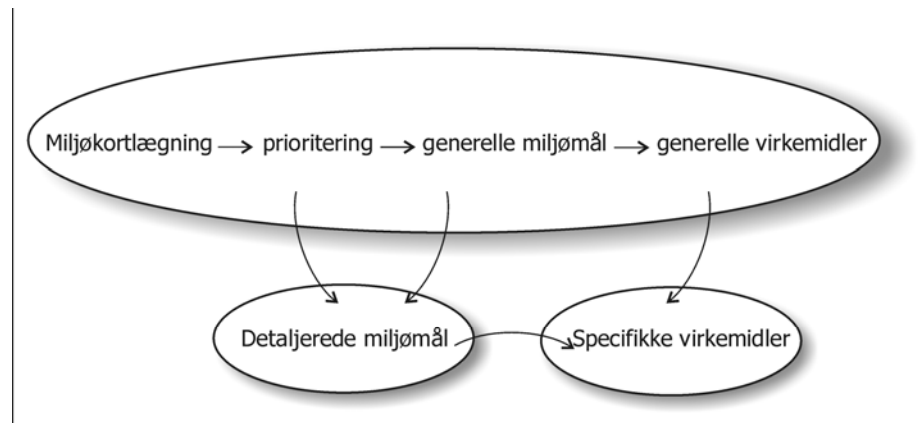 Miljøkortlægning → prioritering → generelle miljømål → generelle virkemidler
Detaljerede miljømål Specifikke virkemidler